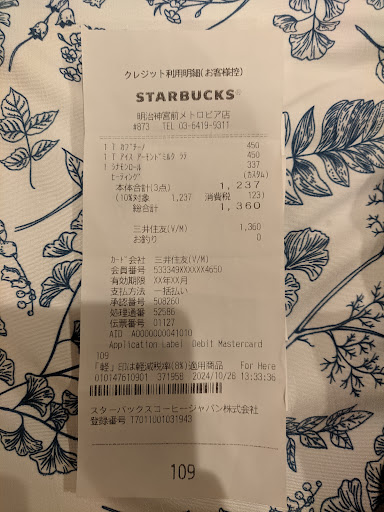 クレジット利用明細(お客様控)
STARBUCKS®
明治神宮前メトロピア店
#873 TEL 03-6419-5311
1 T カプチーノ 450
1 T アイス アーモンドミルク ラテ 450
1 シナモンロール 337
ヒーティング (カスタム)
本体合計(3点) 1,237
(10%対象 1,237 消費税 123)
総合計 1,360
三井住友(V/M) 1,360
お釣り 0
カード会社 三井住友(V/M)
会員番号 533349XXXXXX4650
有効期限 XX年XX月
支払方法 一括払い
承認番号 508260
処理通番 52586
伝票番号 01127
AID A0000000041010
Application Label Debit Mastercard
109
「軽」印は軽減税率(8%)適用商品 For Here
010147610901 371958 2024/10/26 13:33:36
スターバックスコーヒージャパン株式会社
登録番号 T7011001031943
109